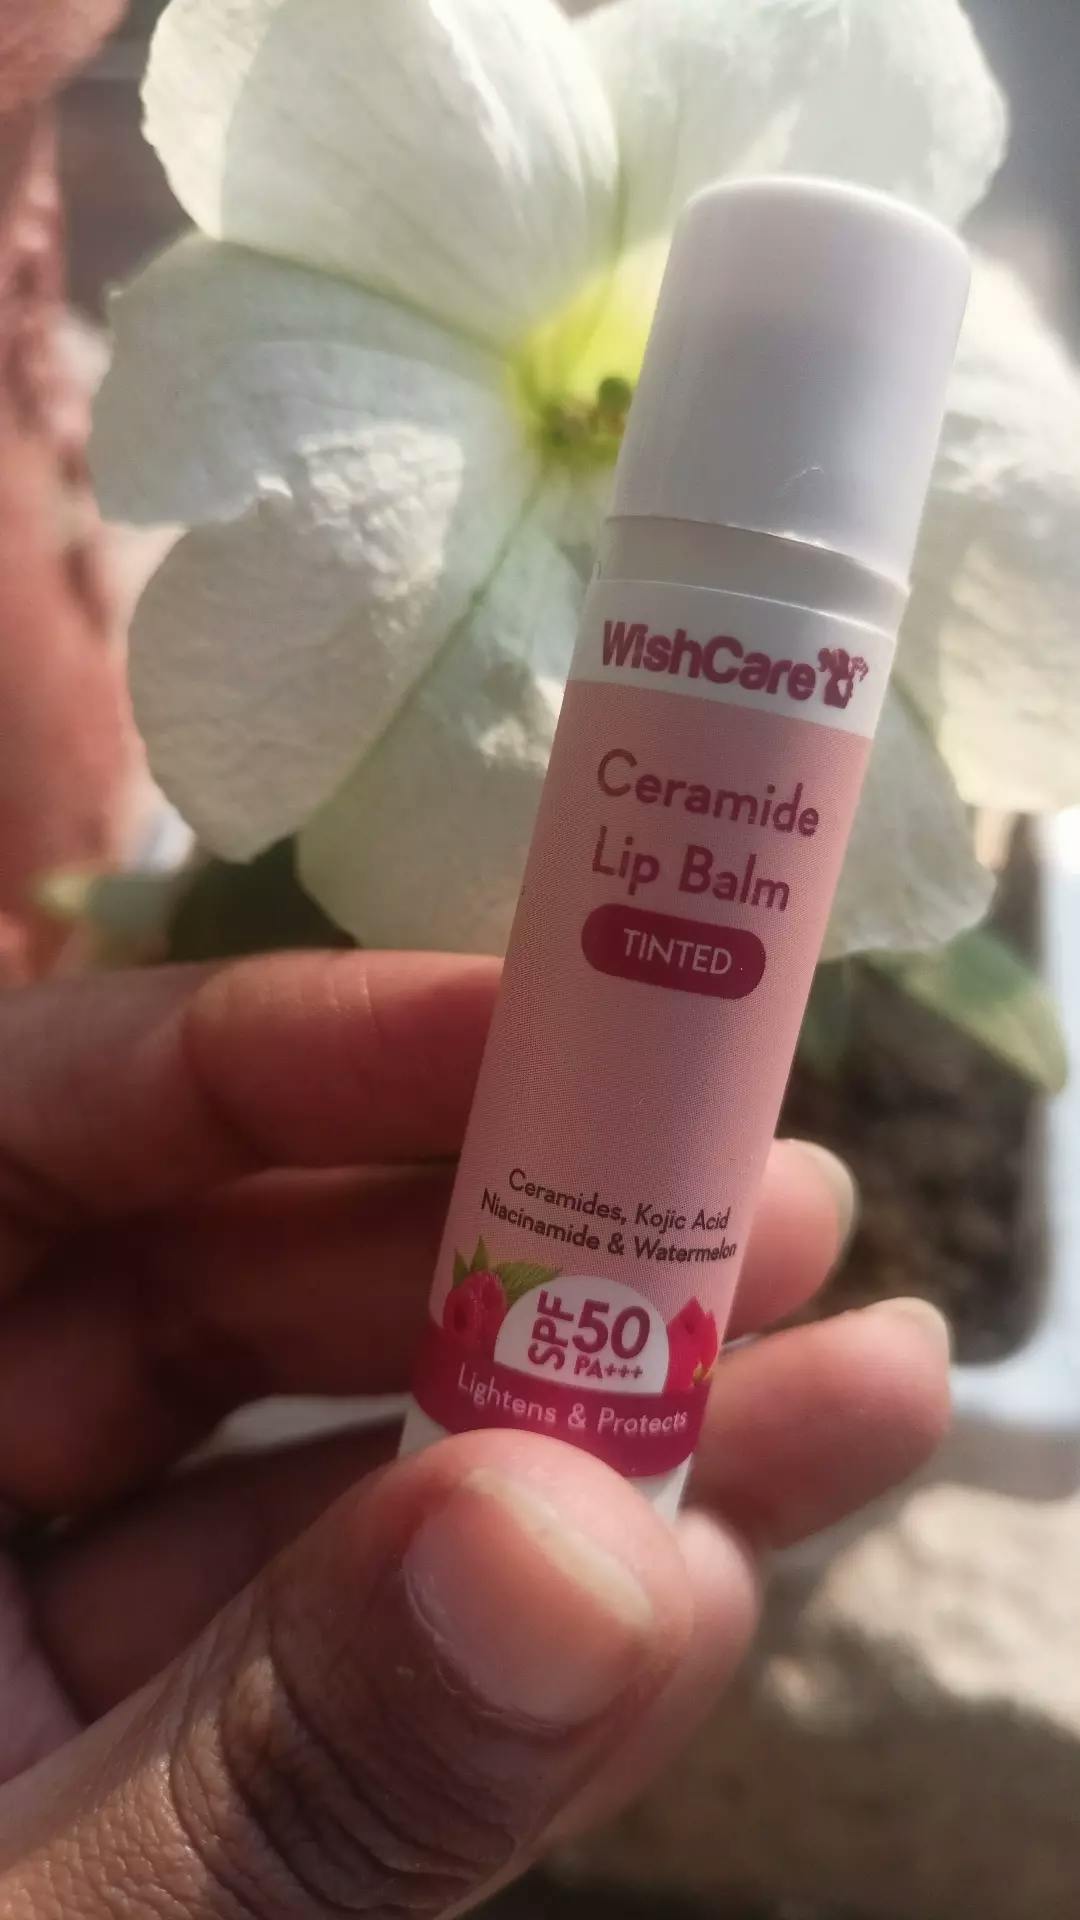 WishCare
Ceramide
Lip Balm
TINTED
Ceramides, Kojic Acid
Niacinamide & Watermelon
SPF 50
PA+++
Lightens & Protects